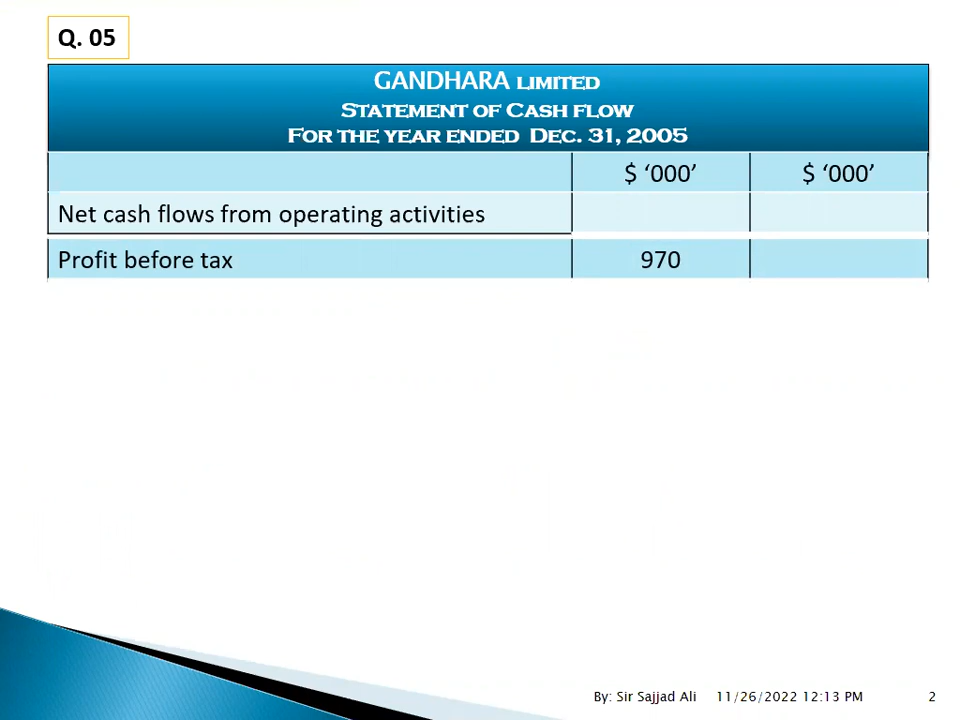 Q. 05
GANDHARA LIMITED
STATEMENT OF CASH FLOW
FOR THE YEAR ENDED DEC. 31, 2005
$ ‘000’ $ ‘000’
Net cash flows from operating activities
Profit before tax 970
By: Sir Sajjad Ali 11/26/2022 12:13 PM 2